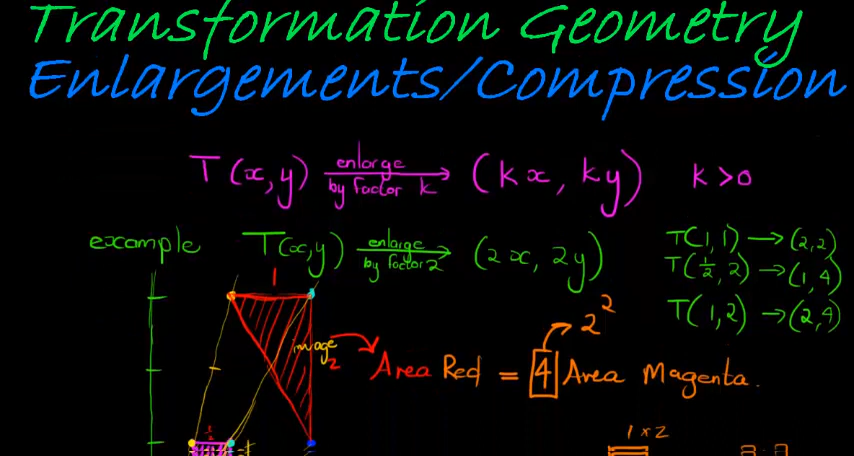 Transformation Geometry
Enlargements/Compression
T(x,y) enlarge by factor k → (kx, ky) k>0
example T(x,y) enlarge by factor 2 → (2x, 2y)
T(1,1) → (2,2)
T(½,2) → (1,4)
T(1,2) → (2,4)
1
2²
image
2
Area Red = 4 Area Magenta.
½
1 x 2